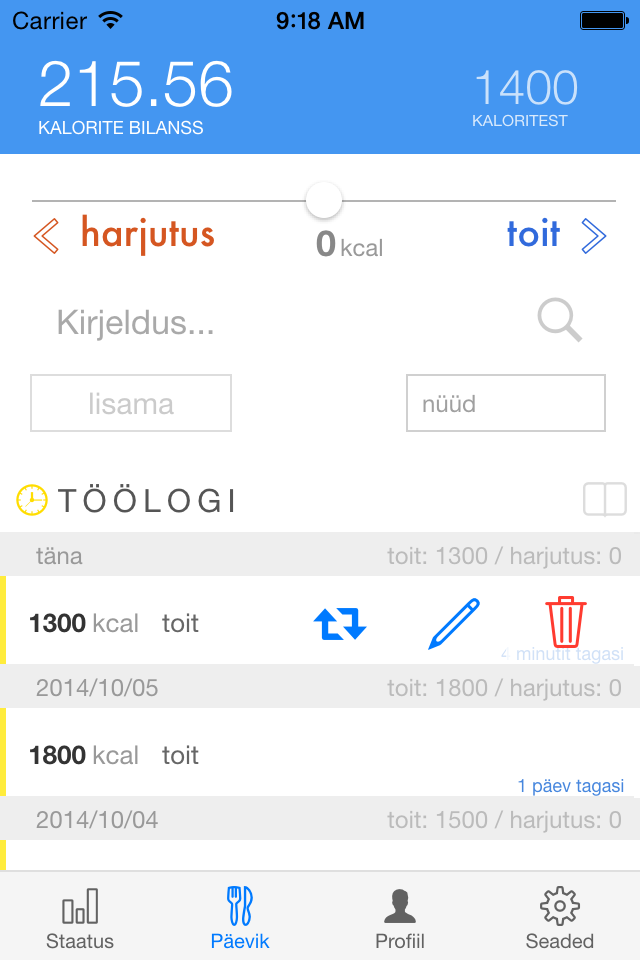 Carrier 9:18 AM
215.56 1400
KALORITE BILANSS KALORITEST
harjutus 0 kcal toit
Kirjeldus...
lisama nüüd
TÖÖLOGI
täna toit: 1300 / harjutus: 0
1300 kcal toit
4 minutit tagasi
2014/10/05 toit: 1800 / harjutus: 0
1800 kcal toit
1 päev tagasi
2014/10/04 toit: 1500 / harjutus: 0
Staatus Päevik Profiil Seaded